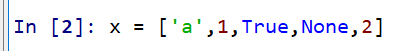 In [2]: x = ['a',1,True,None,2]